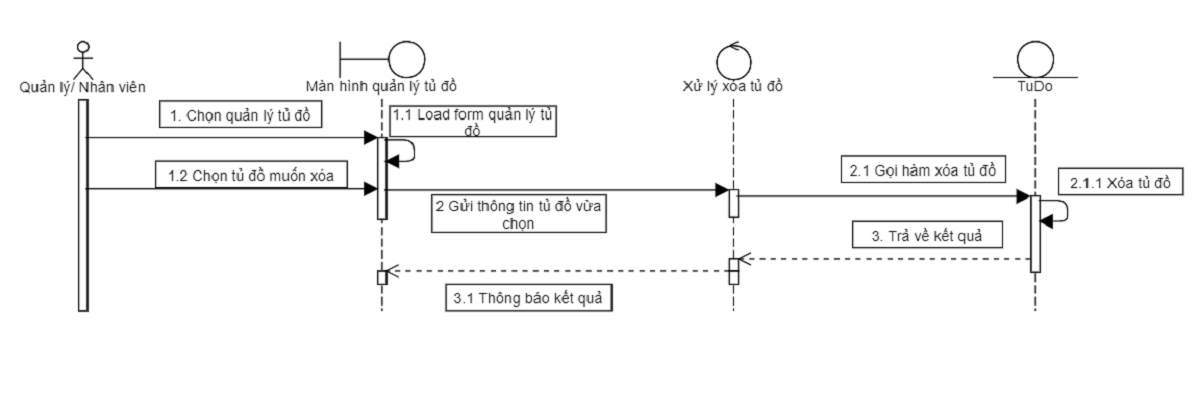 Quản lý/ Nhân viên
Màn hình quản lý tủ đồ
Xử lý xóa tủ đồ
TuDo
1. Chọn quản lý tủ đồ
1.1 Load form quản lý tủ
đồ
1.2 Chọn tủ đồ muốn xóa
2 Gửi thông tin tủ đồ vừa
chọn
2.1 Gọi hàm xóa tủ đồ
2.1.1 Xóa tủ đồ
3. Trả về kết quả
3.1 Thông báo kết quả